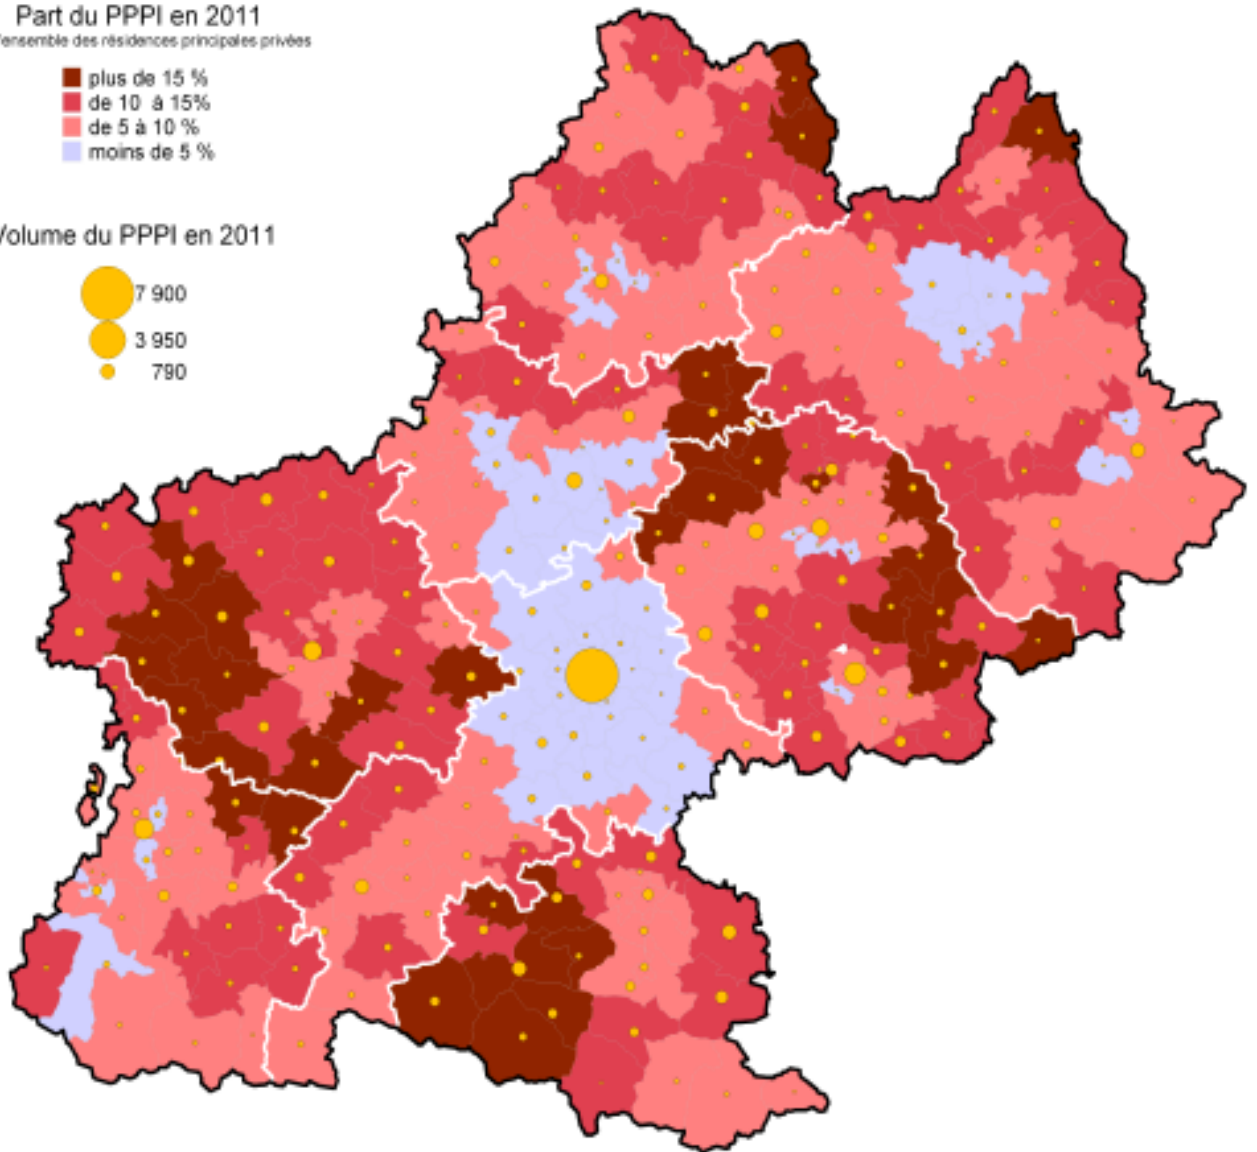 Part du PPPI en 2011
l'ensemble des résidences principales privées
plus de 15 %
de 10 à 15%
de 5 à 10 %
moins de 5 %
Volume du PPPI en 2011
7 900
3 950
790